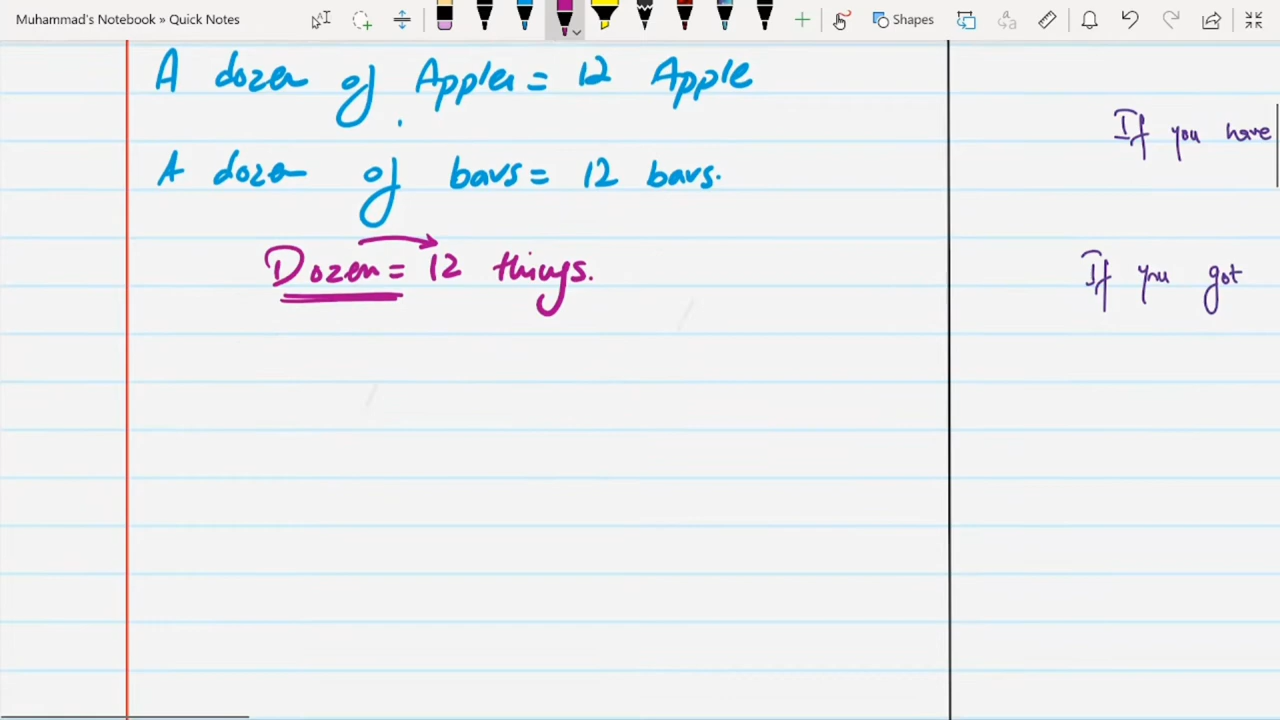 Muhammad's Notebook » Quick Notes
Shapes
A dozen of Apples = 12 Apple
A dozen of bars = 12 bars.
Dozen = 12 things.
If you have
If you got